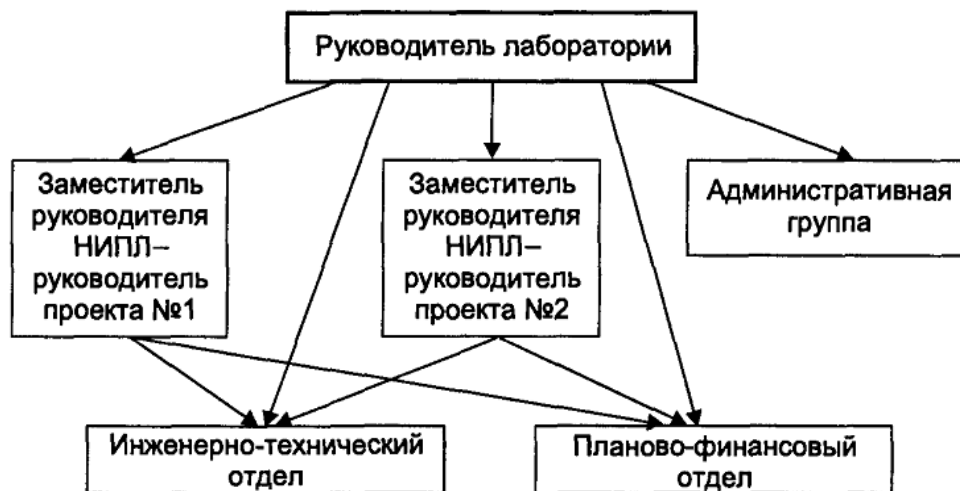 Руководитель лаборатории
Заместитель
руководителя
НИПЛ–
руководитель
проекта №1
Заместитель
руководителя
НИПЛ–
руководитель
проекта №2
Административная
группа
Инженерно-технический
отдел
Планово-финансовый
отдел